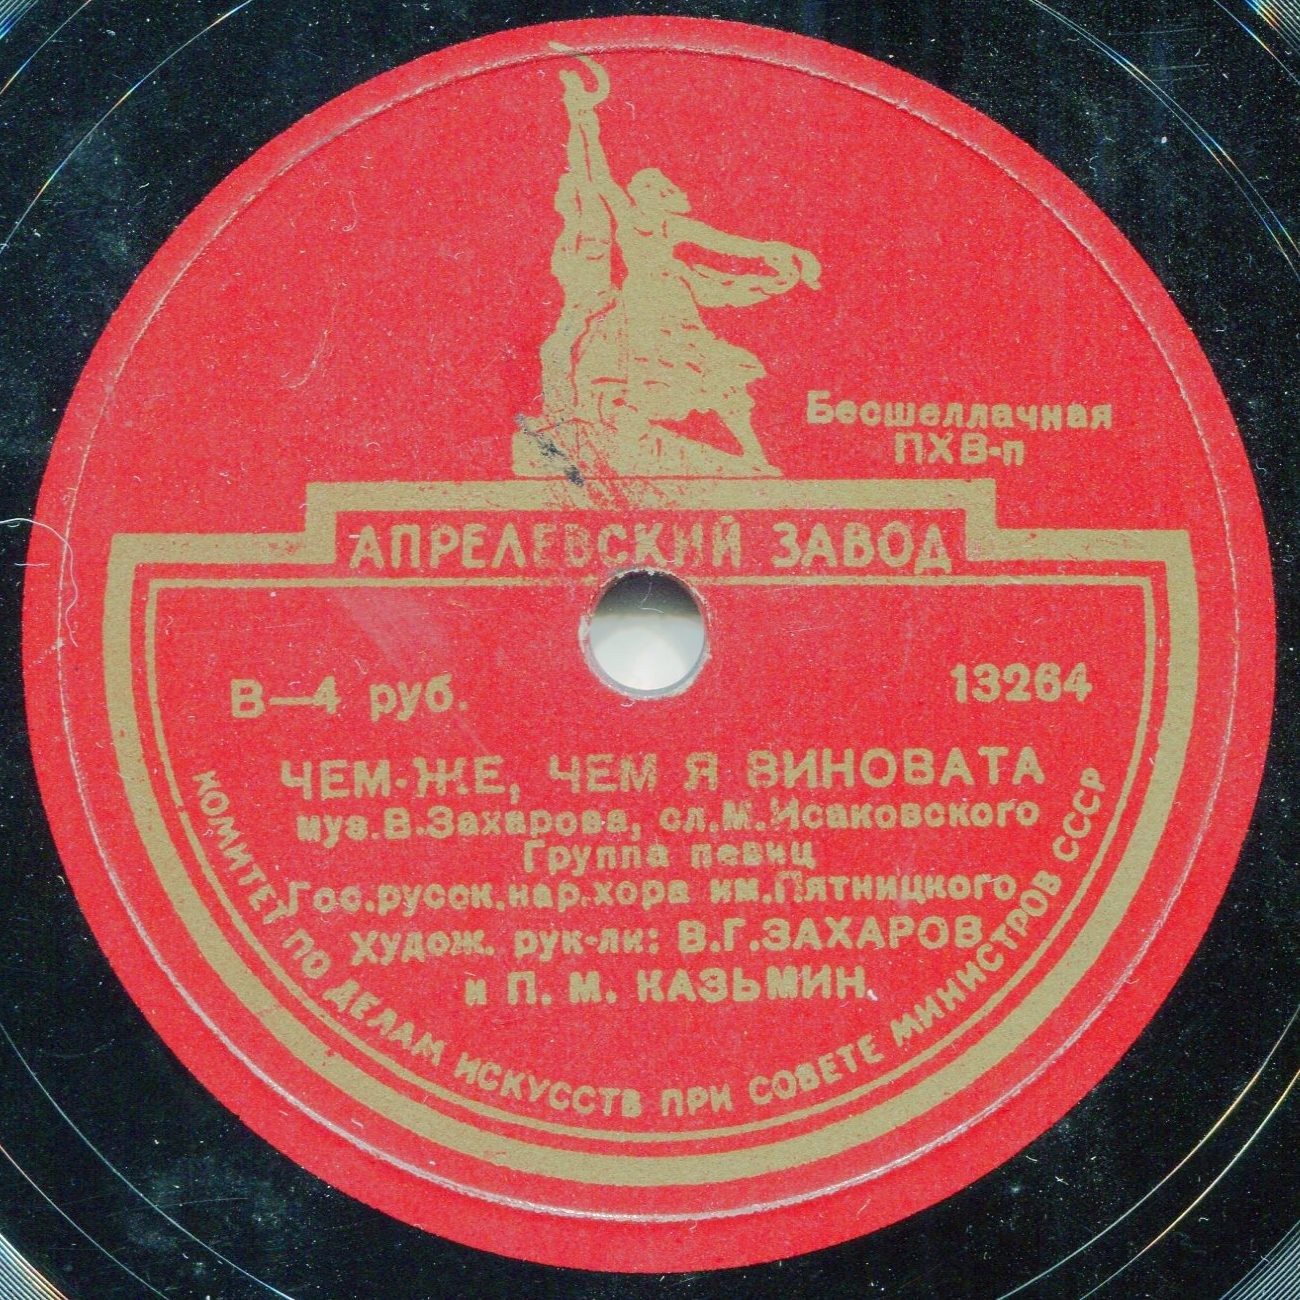 Бесшеллачная
ПХВ-п
АПРЕЛЕВСКИЙ ЗАВОД
В—4 руб.
13264
ЧЕМ-ЖЕ, ЧЕМ Я ВИНОВАТА
муз.В.Захарова, сл.М.Исаковского
Группа певиц
Гос.русск.нар.хора им.Пятницкого
Худож. рук-ли: В.Г.ЗАХАРОВ
и П. М. КАЗЬМИН
КОМИТЕТ ПО ДЕЛАМ ИСКУССТВ ПРИ СОВЕТЕ МИНИСТРОВ СССР